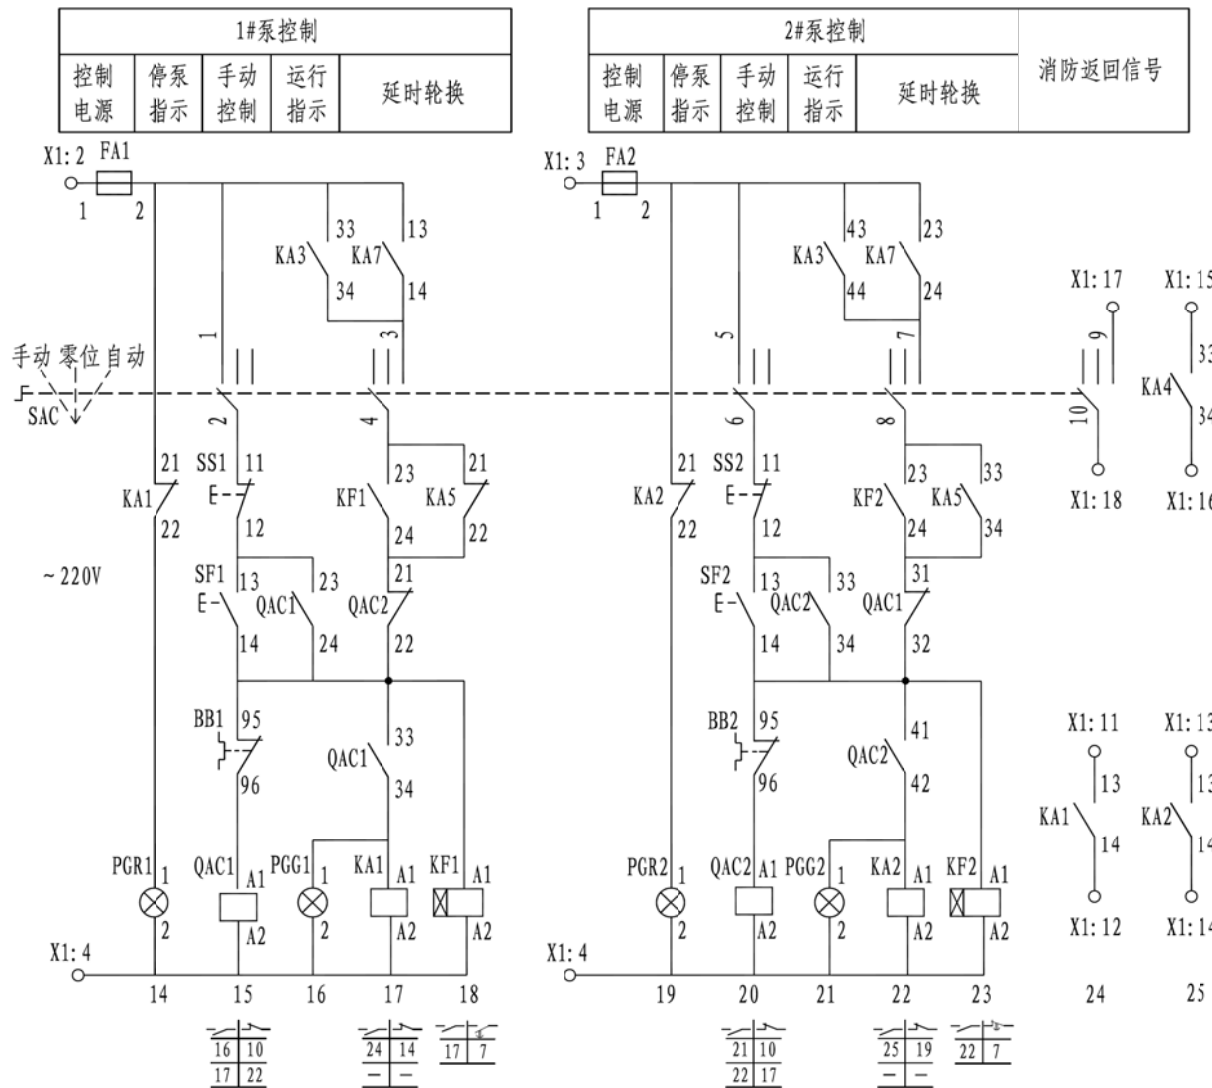 1#泵控制
2#泵控制
消防返回信号
控制电源
停泵指示
手动控制
运行指示
延时轮换
控制电源
停泵指示
手动控制
运行指示
延时轮换
X1:2
FA1
1
2
X1:3
FA2
1
2
33
KA3
34
13
KA7
14
43
KA3
44
23
KA7
24
X1:17
X1:15
1
3
5
7
9
33
手动 零位 自动
SAC
2
4
6
8
10
KA4
34
21
KA1
22
SS1
11
12
23
KF1
24
21
KA5
22
21
KA2
22
SS2
11
12
23
KF2
24
33
KA5
34
X1:18
X1:16
~220V
SF1
13
14
23
QAC1
24
21
QAC2
22
SF2
13
14
33
QAC2
34
31
QAC1
32
BB1
95
96
33
QAC1
34
BB2
95
96
41
QAC2
42
X1:11
X1:13
13
KA1
14
13
KA2
14
PGR1
1
2
QAC1
A1
A2
PGG1
1
2
KA1
A1
A2
KF1
A1
A2
PGR2
1
2
QAC2
A1
A2
PGG2
1
2
KA2
A1
A2
KF2
A1
A2
X1:12
X1:14
X1:4
X1:4
14
15
16
17
18
19
20
21
22
23
24
25
16 10
17 22
24 14
— —
17 7
21 10
22 17
25 19
— —
22 7